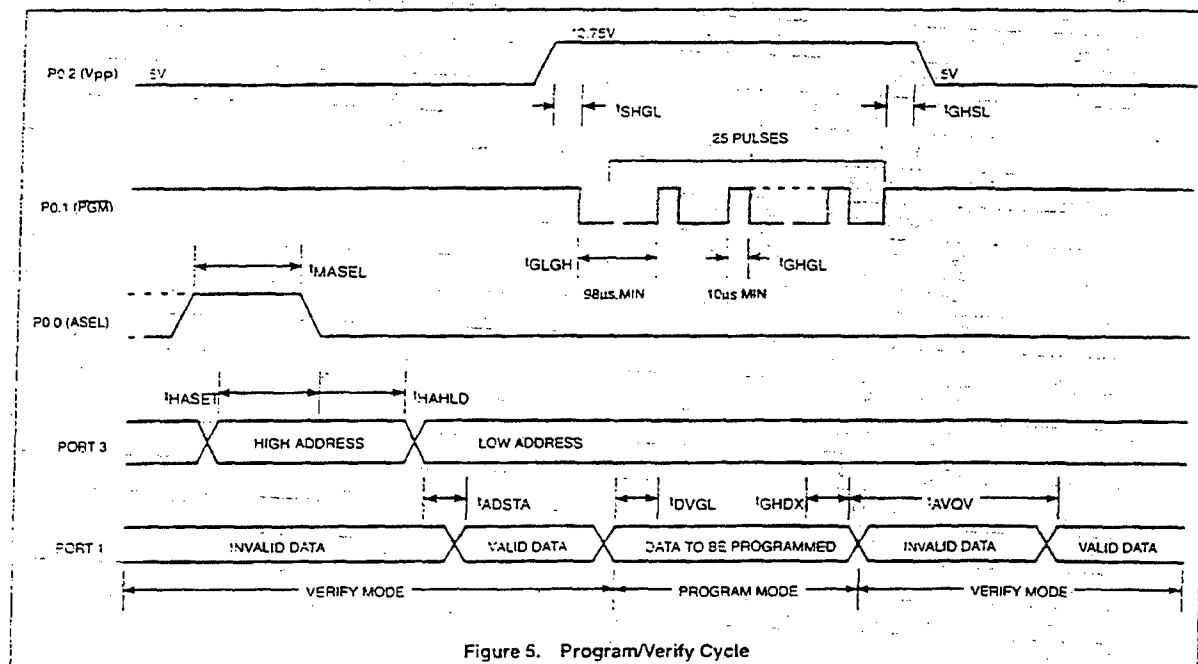 12.75V
P0.2 (Vpp)
5V
5V
tSHGL
tGHSL
25 PULSES
P0.1 (PGM)
tMASEL
tGLGH
tGHGL
98µs MIN
10µs MIN
P0.0 (ASEL)
tHASET
tHAHLD
PORT 3
HIGH ADDRESS
LOW ADDRESS
tADSTA
tDVGL
tGHDX
tAVQV
PORT 1
INVALID DATA
VALID DATA
DATA TO BE PROGRAMMED
INVALID DATA
VALID DATA
VERIFY MODE
PROGRAM MODE
VERIFY MODE
Figure 5. Program/Verify Cycle